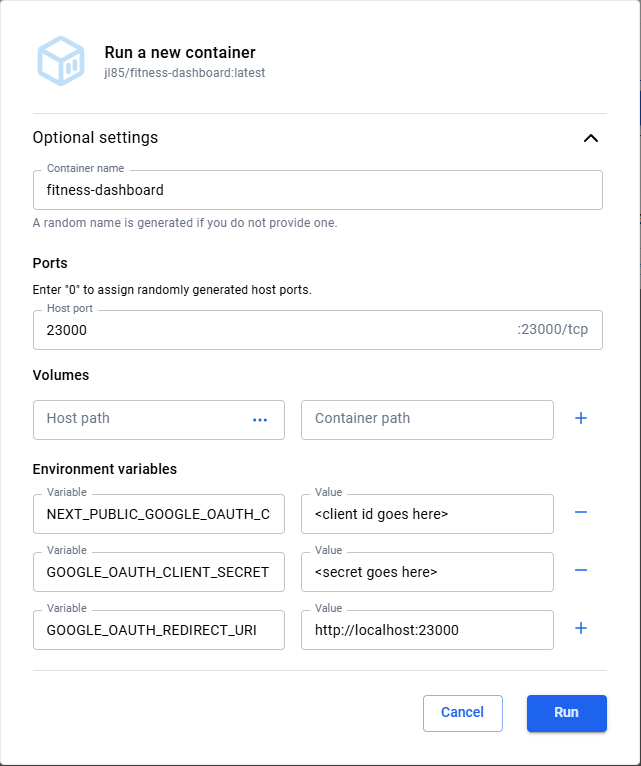 Run a new container
jl85/fitness-dashboard:latest
Optional settings
Container name
fitness-dashboard
A random name is generated if you do not provide one.
Ports
Enter "0" to assign randomly generated host ports.
Host port
23000 :23000/tcp
Volumes
Host path ... Container path +
Environment variables
Variable Value
NEXT_PUBLIC_GOOGLE_OAUTH_C <client id goes here> −
Variable Value
GOOGLE_OAUTH_CLIENT_SECRET <secret goes here> −
Variable Value
GOOGLE_OAUTH_REDIRECT_URI http://localhost:23000 +
Cancel Run